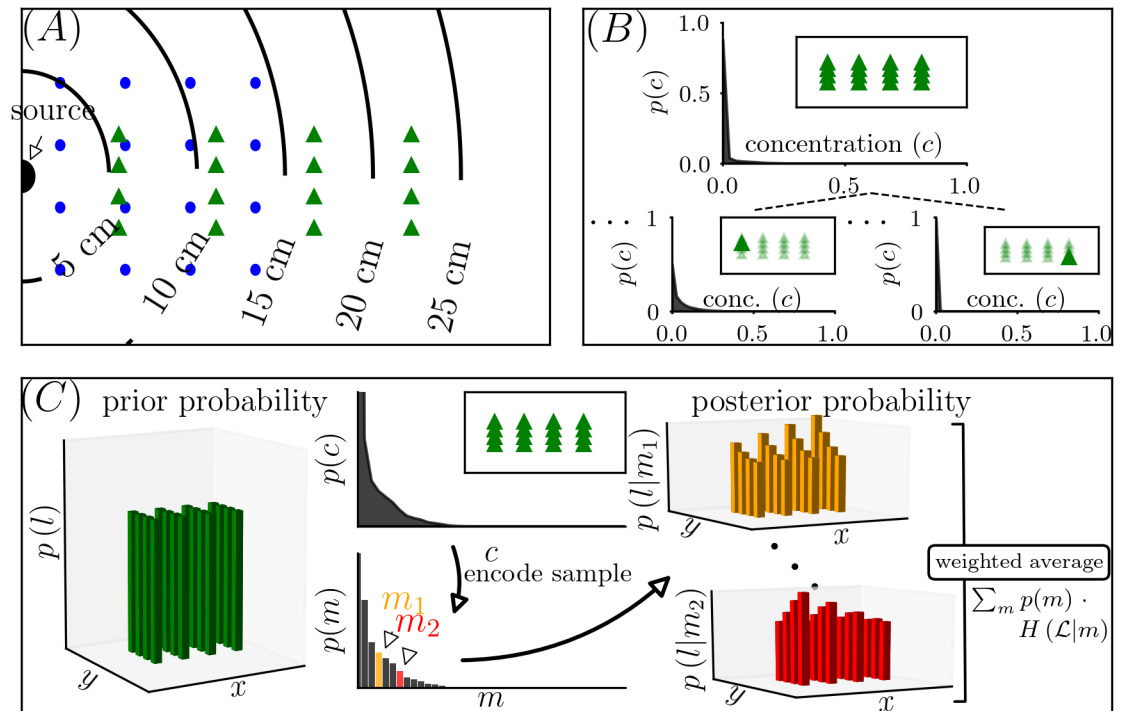 (A)
source
5 cm
10 cm
15 cm
20 cm
25 cm
(B)
1.0
0.5
0.0
p(c)
concentration (c)
0.0
0.5
1.0
. . .
1
0
p(c)
conc. (c)
0.0
0.5
1.0
. . .
1
0
p(c)
conc. (c)
0.0
0.5
1.0
(C)
prior probability
p (l)
y
x
p(c)
c
encode sample
p(m)
m₁
m₂
m
posterior probability
p (l|m₁)
y
x
p (l|m₂)
y
x
weighted average
∑ₘ p(m) ·
H (ℒ|m)